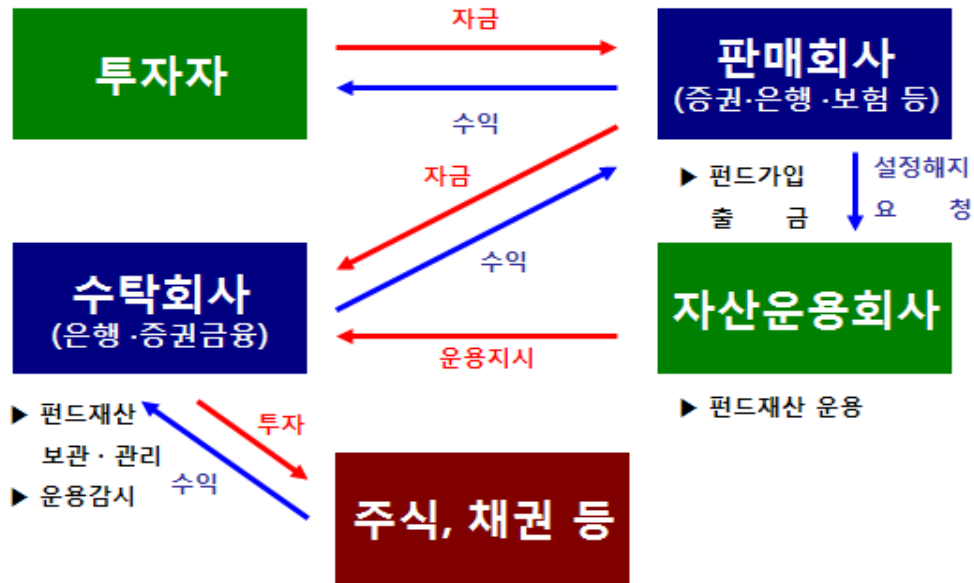 자금
투자자
판매회사
(증권·은행 ·보험 등)
수익
자금
▶ 펀드가입
출 금
설정해지
요 청
수익
수탁회사
(은행 ·증권금융)
자산운용회사
운용지시
▶ 펀드재산
보관 · 관리
▶ 운용감시
투자
수익
▶ 펀드재산 운용
주식, 채권 등